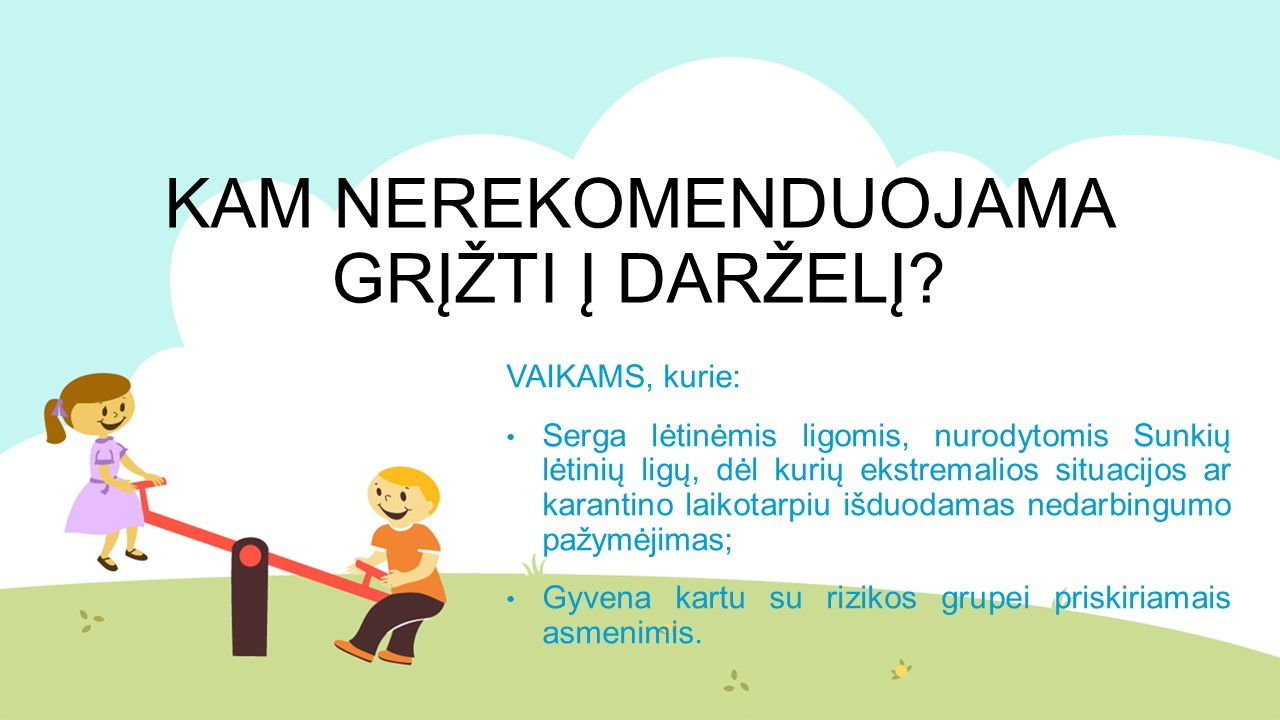 KAM NEREKOMENDUOJAMA
GRĮŽTI Į DARŽELĮ?
VAIKAMS, kurie:
• Serga lėtinėmis ligomis, nurodytomis Sunkių
lėtinių ligų, dėl kurių ekstremalios situacijos ar
karantino laikotarpiu išduodamas nedarbingumo
pažymėjimas;
• Gyvena kartu su rizikos grupei priskiriamais
asmenimis.